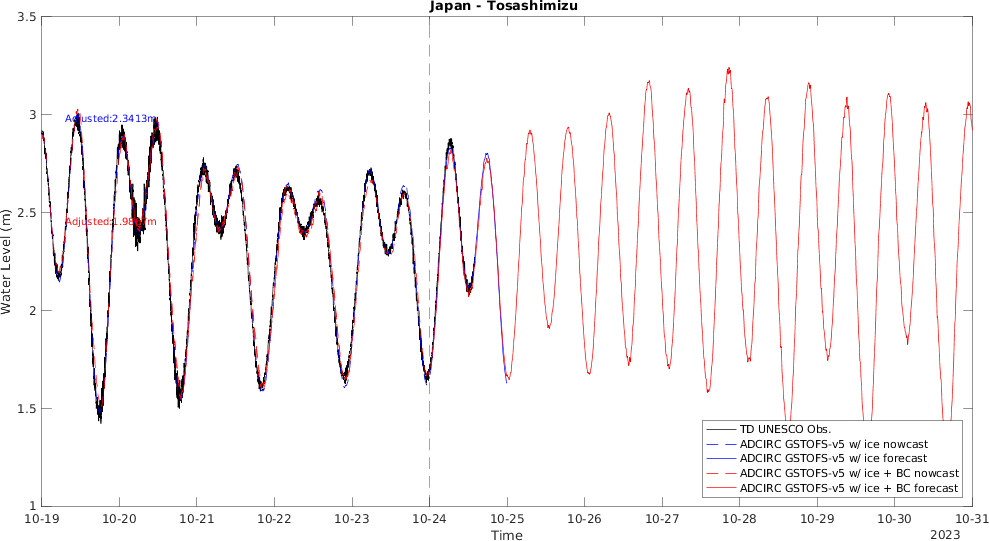 Japan - Tosashimizu
3.5
3
2.5
2
1.5
1
Water Level (m)
Adjusted:2.3413m
TD UNESCO Obs.
ADCIRC GSTOFS-v5 w/ ice nowcast
ADCIRC GSTOFS-v5 w/ ice forecast
ADCIRC GSTOFS-v5 w/ ice + BC nowcast
ADCIRC GSTOFS-v5 w/ ice + BC forecast
10-19 10-20 10-21 10-22 10-23 10-24 10-25 10-26 10-27 10-28 10-29 10-30 10-31
Time
2023